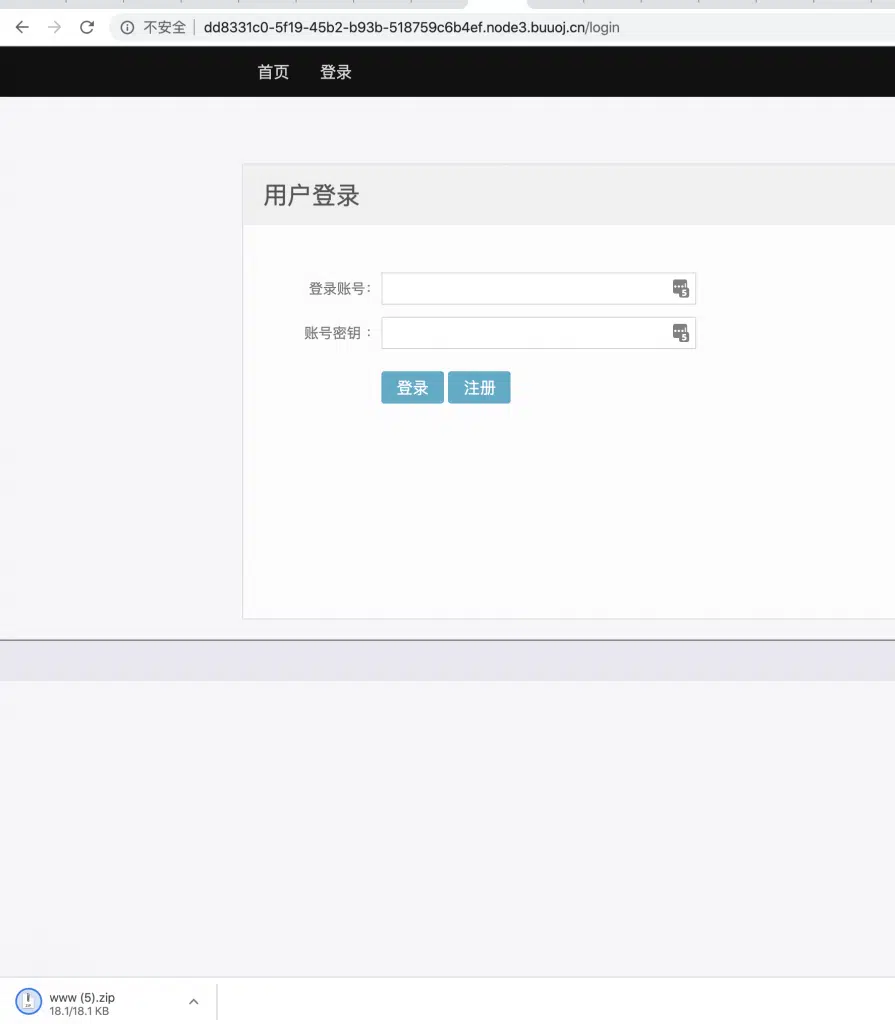 不安全 dd8331c0-5f19-45b2-b93b-518759c6b4ef.node3.buuoj.cn/login
首页 登录
用户登录
登录账号:
账号密钥:
登录 注册
www (5).zip
18.1/18.1 KB